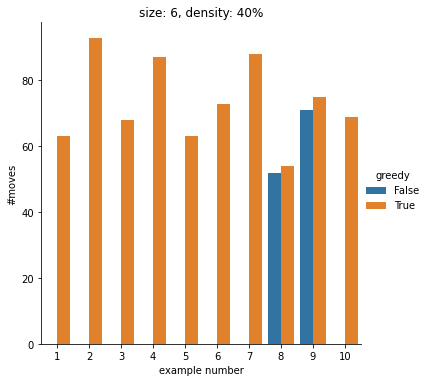 size: 6, density: 40%
#moves
80
60
40
20
0
1 2 3 4 5 6 7 8 9 10
example number
greedy
False
True